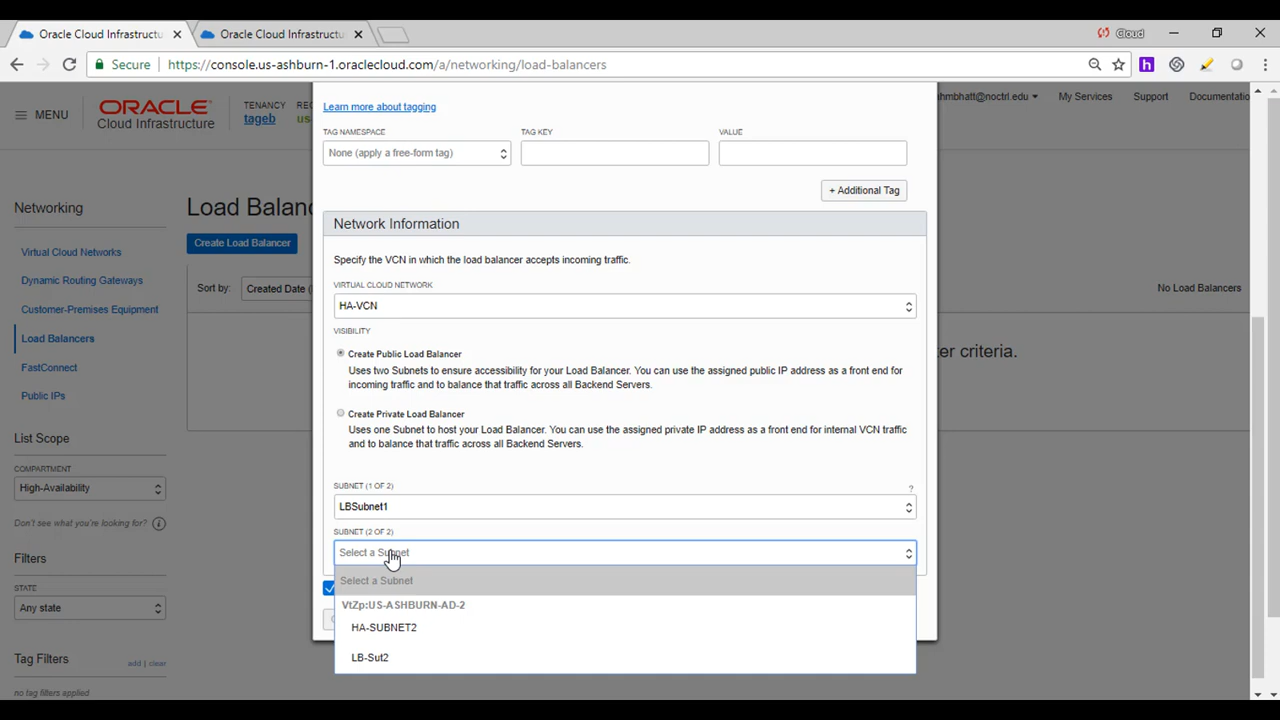 Oracle Cloud Infrastructu
Oracle Cloud Infrastructu
Cloud
Secure
https://console.us-ashburn-1.oraclecloud.com/a/networking/load-balancers
MENU
ORACLE
Cloud Infrastructure
TENANCY
tageb
hmbhatt@noctrl.edu
My Services
Support
Documentatio
Networking
Virtual Cloud Networks
Dynamic Routing Gateways
Customer-Premises Equipment
Load Balancers
FastConnect
Public IPs
List Scope
COMPARTMENT
High-Availability
Don't see what you're looking for?
Filters
STATE
Any state
Tag Filters
add | clear
no tag filters applied
Load Balanc
Create Load Balancer
Sort by:
Created Date (
No Load Balancers
er criteria.
Learn more about tagging
TAG NAMESPACE
TAG KEY
VALUE
None (apply a free-form tag)
+ Additional Tag
Network Information
Specify the VCN in which the load balancer accepts incoming traffic.
VIRTUAL CLOUD NETWORK
HA-VCN
VISIBILITY
Create Public Load Balancer
Uses two Subnets to ensure accessibility for your Load Balancer. You can use the assigned public IP address as a front end for
incoming traffic and to balance that traffic across all Backend Servers.
Create Private Load Balancer
Uses one Subnet to host your Load Balancer. You can use the assigned private IP address as a front end for internal VCN traffic
and to balance that traffic across all Backend Servers.
SUBNET (1 OF 2)
?
LBSubnet1
SUBNET (2 OF 2)
Select a Subnet
Select a Subnet
VtZp:US-ASHBURN-AD-2
HA-SUBNET2
LB-Sut2